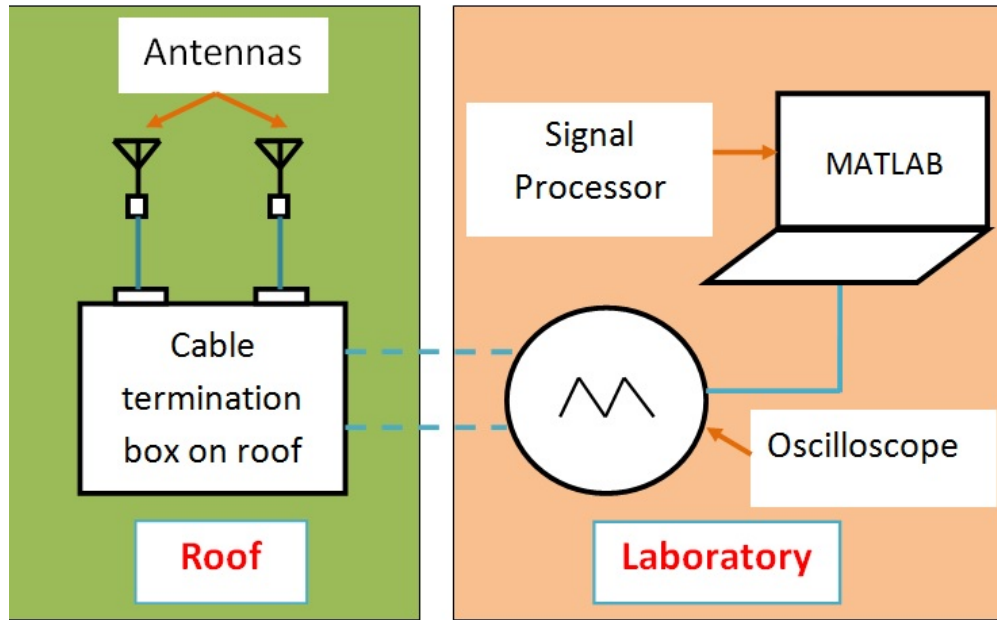 Antennas
Cable
termination
box on roof
Roof
Signal
Processor
MATLAB
Oscilloscope
Laboratory